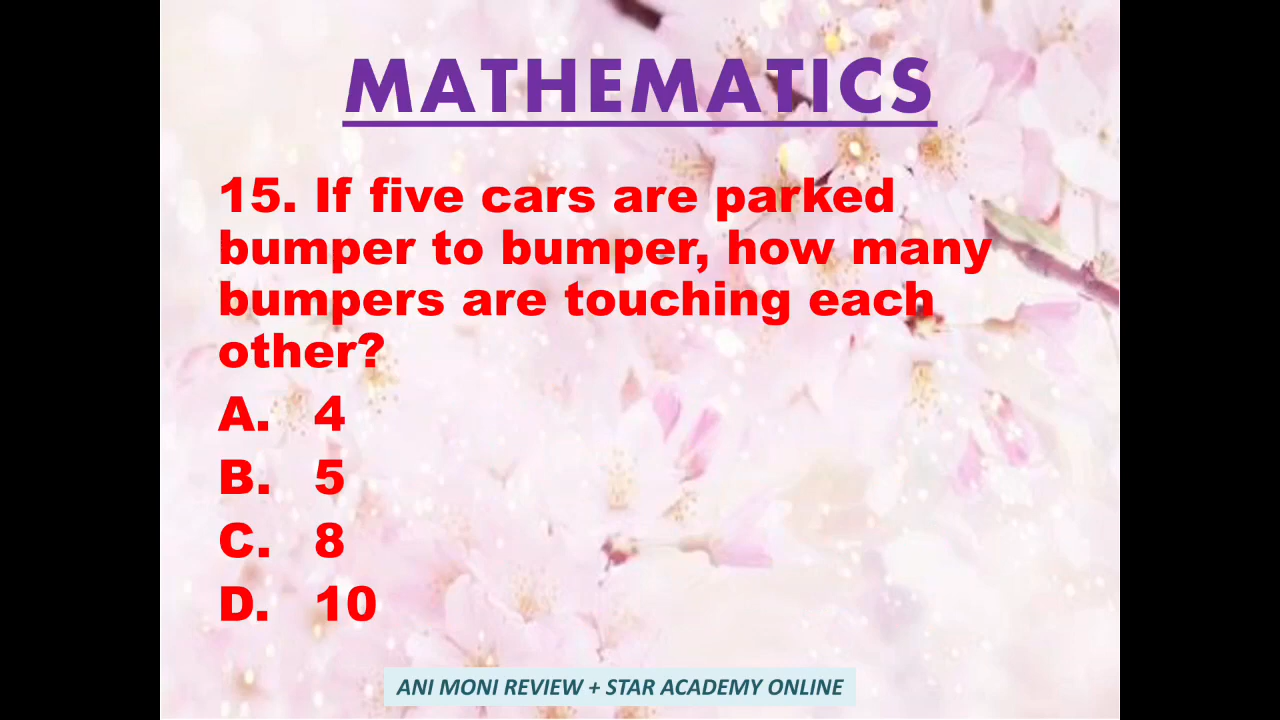 MATHEMATICS
15. If five cars are parked
bumper to bumper, how many
bumpers are touching each
other?
A. 4
B. 5
C. 8
D. 10
ANI MONI REVIEW + STAR ACADEMY ONLINE